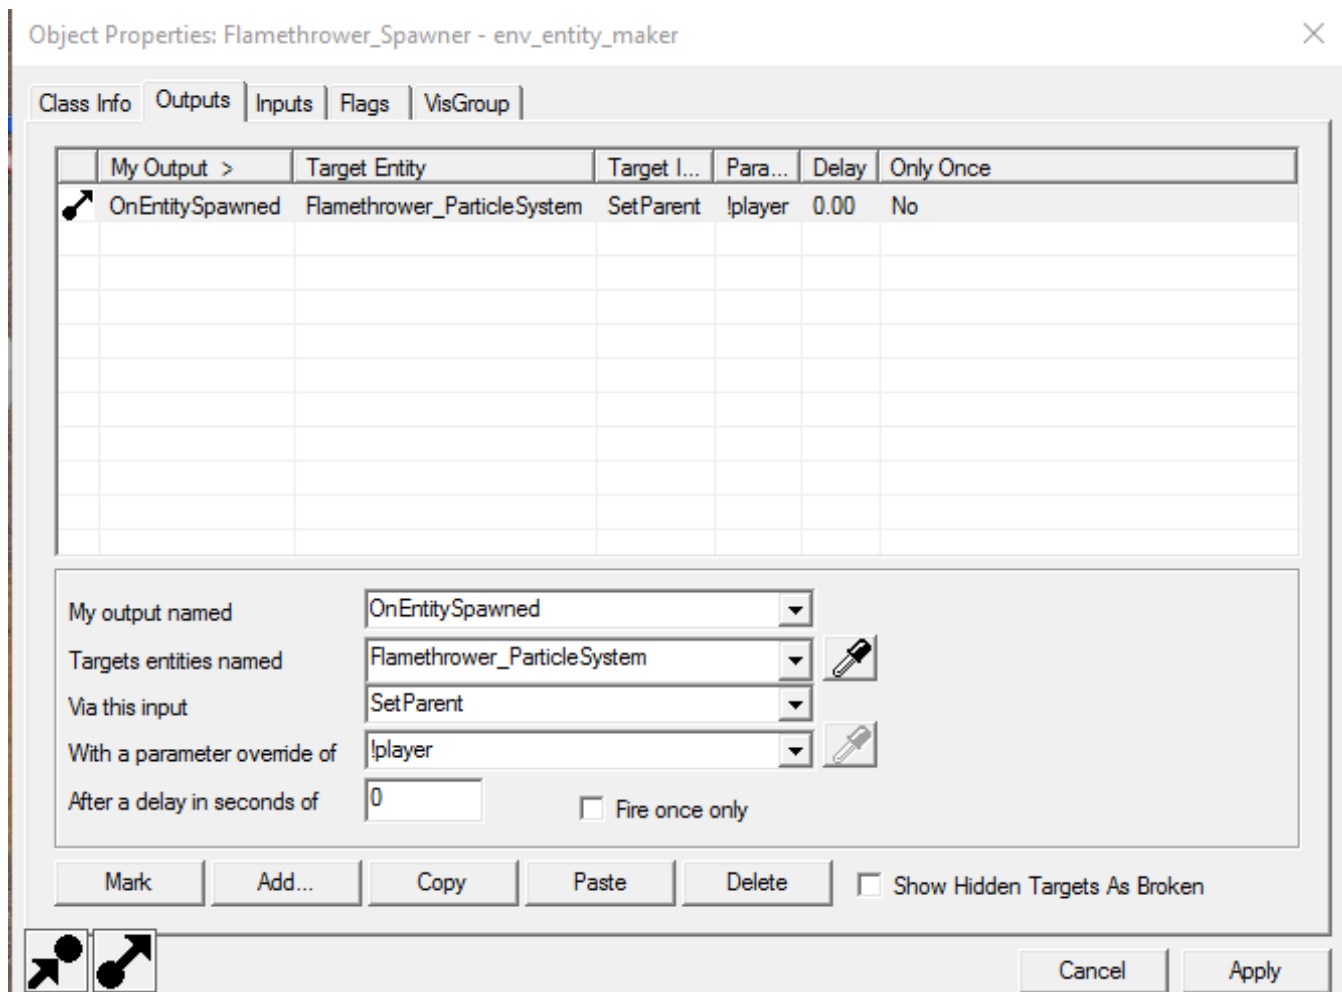 Object Properties: Flamethrower_Spawner - env_entity_maker
Class Info Outputs Inputs Flags VisGroup
My Output > Target Entity Target I... Para... Delay Only Once
OnEntitySpawned Flamethrower_ParticleSystem SetParent !player 0.00 No
My output named OnEntitySpawned
Targets entities named Flamethrower_ParticleSystem
Via this input SetParent
With a parameter override of !player
After a delay in seconds of 0 Fire once only
Mark Add... Copy Paste Delete Show Hidden Targets As Broken
Cancel Apply